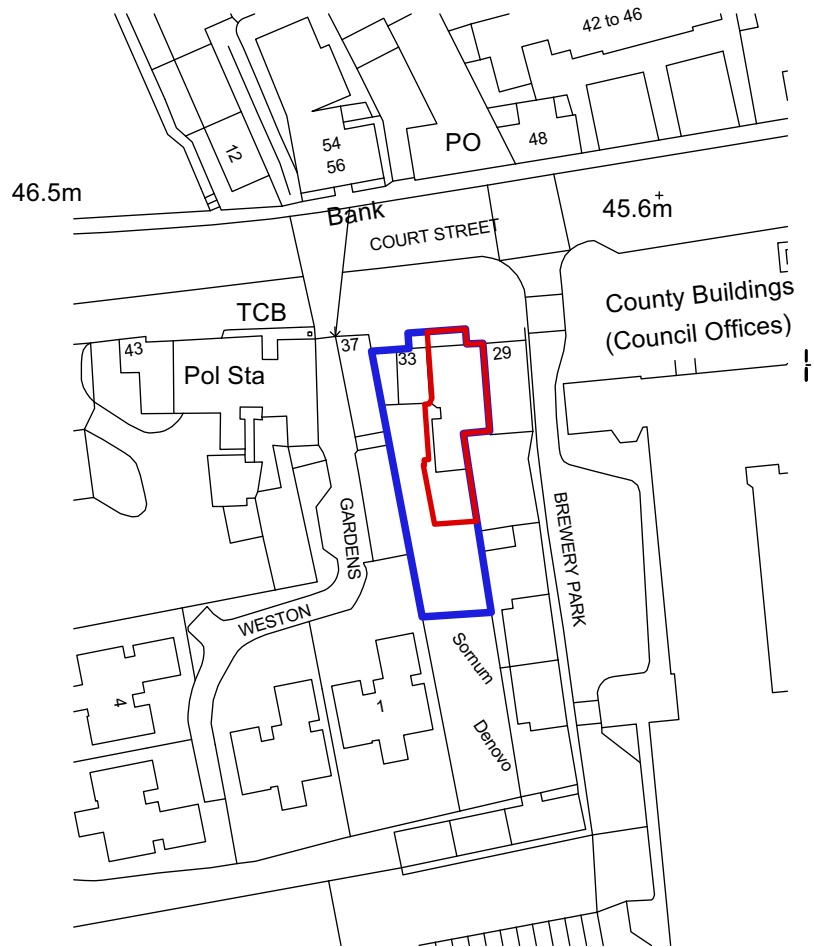 42 to 46
12
54
56
PO
48
46.5m
45.6m
Bank
COURT STREET
County Buildings
(Council Offices)
TCB
43
Pol Sta
37
33
29
GARDENS
BREWERY PARK
WESTON
Somum
Denovo
4
1